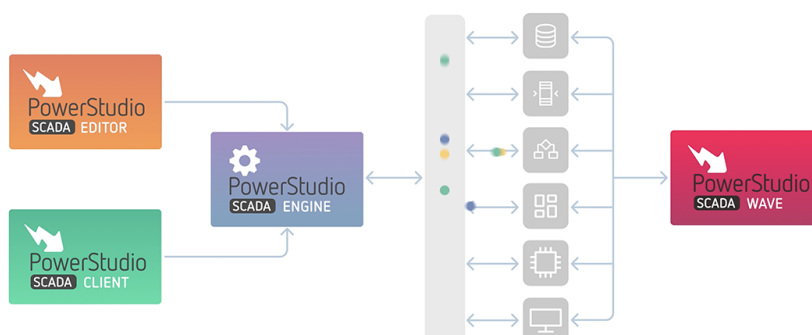 PowerStudio
SCADA EDITOR
PowerStudio
SCADA ENGINE
PowerStudio
SCADA CLIENT
PowerStudio
SCADA WAVE